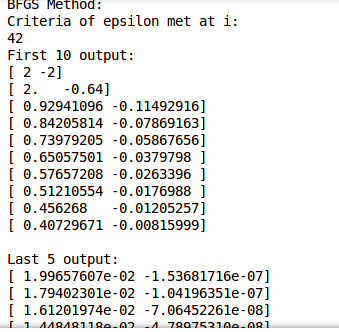 BFGS Method:
Criteria of epsilon met at i:
42
First 10 output:
[ 2 -2]
[ 2.   -0.64]
[ 0.92941096 -0.11492916]
[ 0.84205814 -0.07869163]
[ 0.73979205 -0.05867656]
[ 0.65057501 -0.0379798 ]
[ 0.57657208 -0.0263396 ]
[ 0.51210554 -0.0176988 ]
[ 0.456268   -0.01205257]
[ 0.40729671 -0.00815999]
Last 5 output:
[ 1.99657607e-02 -1.53681716e-07]
[ 1.79402301e-02 -1.04196351e-07]
[ 1.61201974e-02 -7.06452261e-08]
[ 1.44848118e-02 -4.78975310e-08]